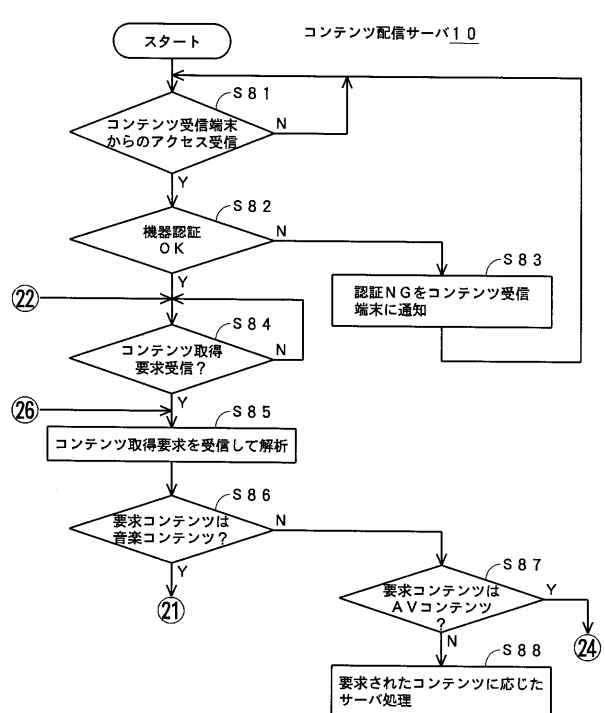 コンテンツ配信サーバ10
スタート
S81
コンテンツ受信端末
からのアクセス受信
N
Y
S82
機器認証
OK
N
Y
S83
認証NGをコンテンツ受信
端末に通知
22
S84
コンテンツ取得
要求受信?
N
Y
26
S85
コンテンツ取得要求を受信して解析
S86
要求コンテンツは
音楽コンテンツ?
N
Y
21
S87
要求コンテンツは
AVコンテンツ
?
Y
N
24
S88
要求されたコンテンツに応じた
サーバ処理